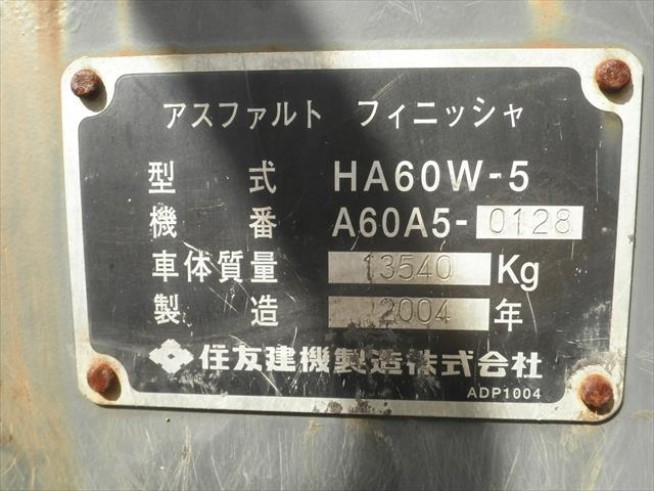 アスファルト フィニッシャ
型 式 HA60W-5
機 番 A60A5-0128
車体質量 13540 Kg
製 造 2004 年
住友建機製造株式会社
ADP1004